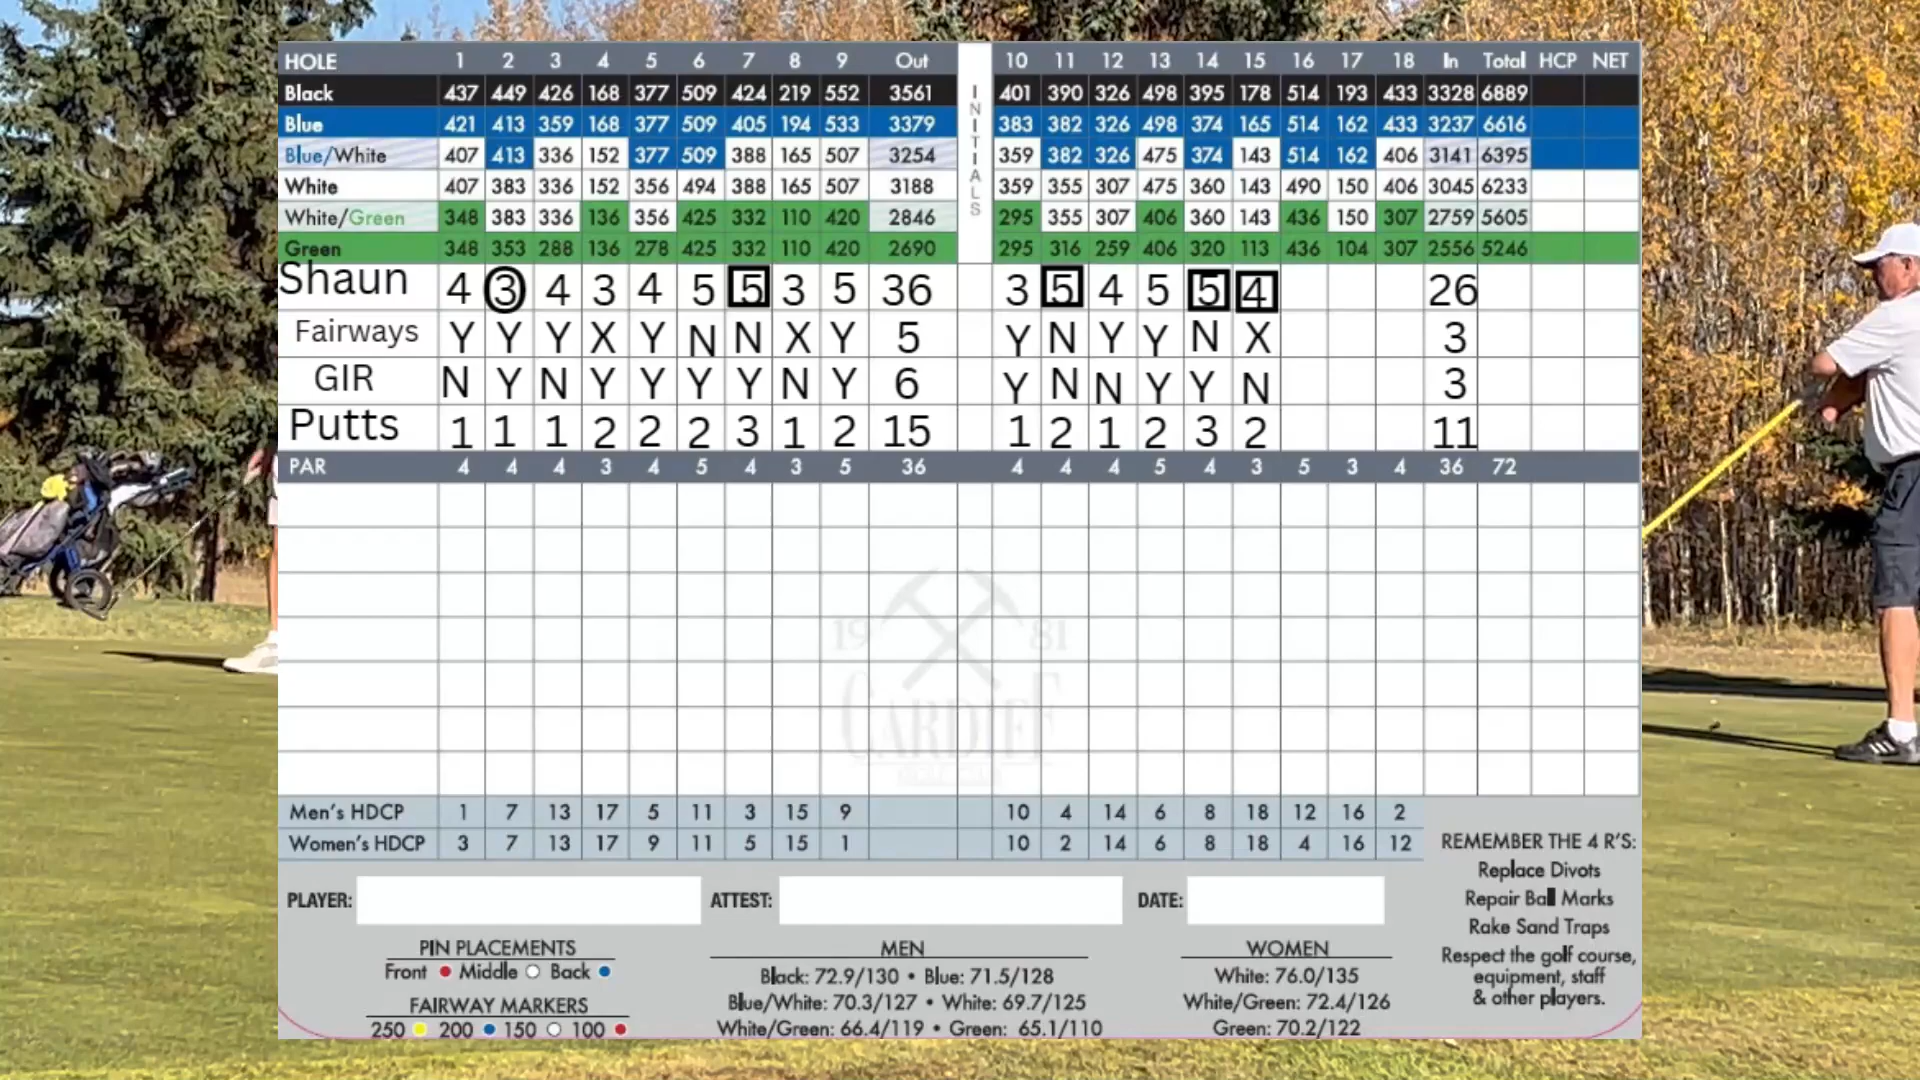 HOLE 1 2 3 4 5 6 7 8 9 Out INITIALS 10 11 12 13 14 15 16 17 18 In Total HCP NET
Black 437 449 426 168 377 509 424 219 552 3561 401 390 326 498 395 178 514 193 433 3328 6889
Blue 421 413 359 168 377 509 405 194 533 3379 383 382 326 498 374 165 514 162 433 3237 6616
Blue/White 407 413 336 152 377 509 388 165 507 3254 359 382 326 475 374 143 514 162 406 3141 6395
White 407 383 336 152 356 494 388 165 507 3188 359 355 307 475 360 143 490 150 406 3045 6233
White/Green 348 383 336 136 356 425 332 110 420 2846 295 355 307 406 360 143 436 150 307 2759 5605
Green 348 353 288 136 278 425 332 110 420 2690 295 316 259 406 320 113 436 104 307 2556 5246
Shaun 4 3 4 3 4 5 5 3 5 36 3 5 4 5 5 4 26
Fairways Y Y Y X Y N N X Y 5 Y N Y Y N X 3
GIR N Y N Y Y Y Y N Y 6 Y N N Y Y N 3
Putts 1 1 1 2 2 2 3 1 2 15 1 2 1 2 3 2 11
PAR 4 4 4 3 4 5 4 3 5 36 4 4 4 5 4 3 5 3 4 36 72
1981
CARDIFF
Men's HDCP 1 7 13 17 5 11 3 15 9 10 4 14 6 8 18 12 16 2
Women's HDCP 3 7 13 17 9 11 5 15 1 10 2 14 6 8 18 4 16 12
REMEMBER THE 4 R'S:
Replace Divots
Repair Ball Marks
Rake Sand Traps
Respect the golf course,
equipment, staff
& other players.
PLAYER: ATTEST: DATE:
PIN PLACEMENTS
Front Middle Back
FAIRWAY MARKERS
250 200 150 100
MEN
Black: 72.9/130 • Blue: 71.5/128
Blue/White: 70.3/127 • White: 69.7/125
White/Green: 66.4/119 • Green: 65.1/110
WOMEN
White: 76.0/135
White/Green: 72.4/126
Green: 70.2/122